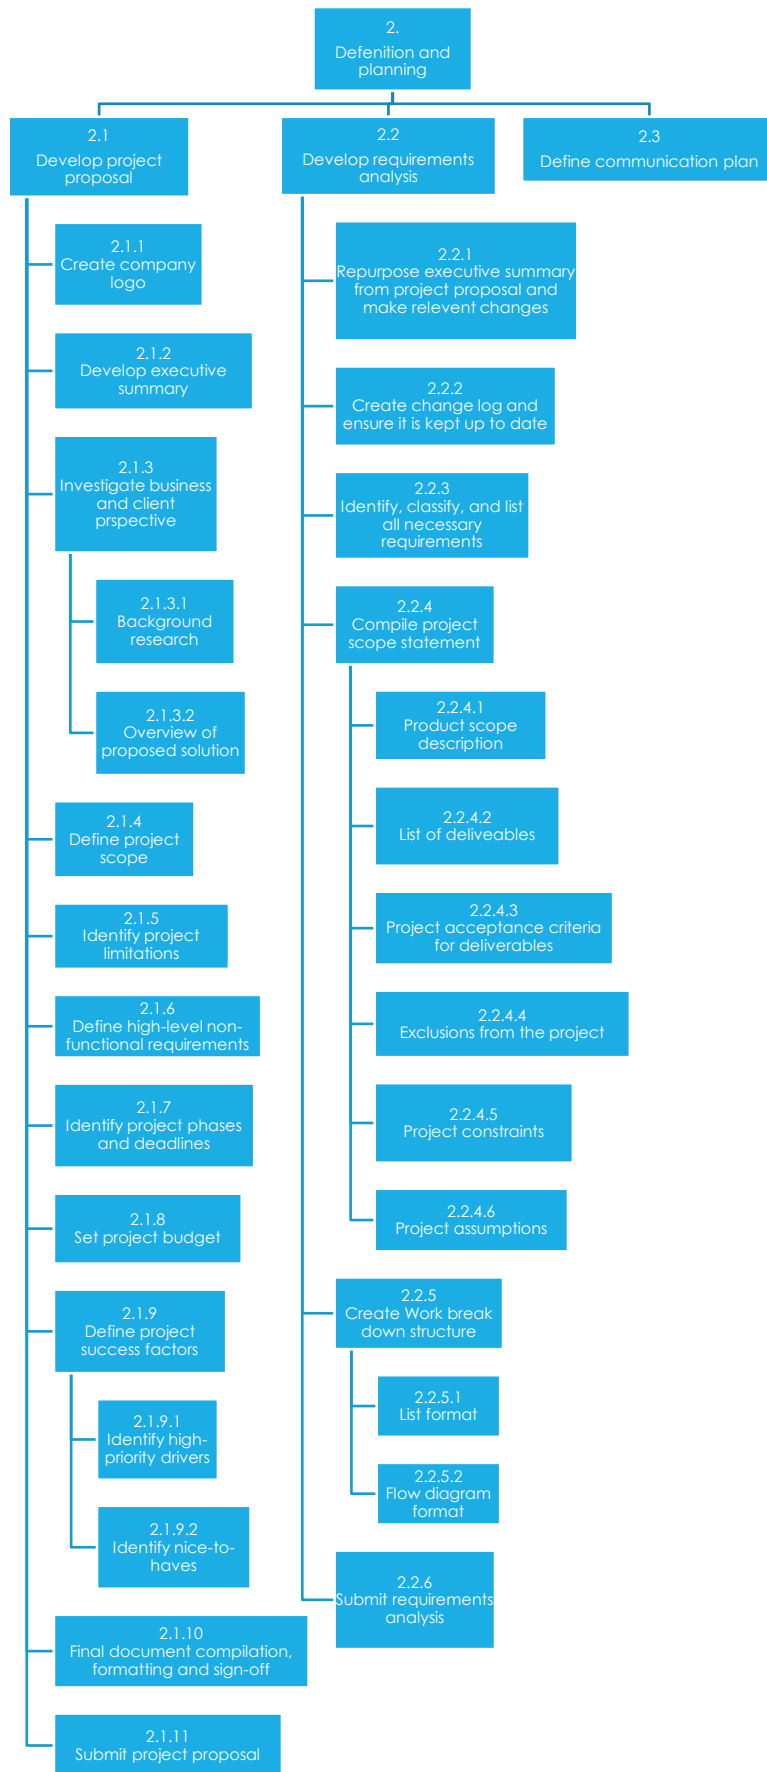 2.
Defenition and
planning
2.1
Develop project
proposal
2.2
Develop requirements
analysis
2.3
Define communication plan
2.1.1
Create company
logo
2.1.2
Develop executive
summary
2.1.3
Investigate business
and client
prspective
2.1.3.1
Background
research
2.1.3.2
Overview of
proposed solution
2.1.4
Define project
scope
2.1.5
Identify project
limitations
2.1.6
Define high-level non-
functional requirements
2.1.7
Identify project phases
and deadlines
2.1.8
Set project budget
2.1.9
Define project
success factors
2.1.9.1
Identify high-
priority drivers
2.1.9.2
Identify nice-to-
haves
2.1.10
Final document compilation,
formatting and sign-off
2.1.11
Submit project proposal
2.2.1
Repurpose executive summary
from project proposal and
make relevent changes
2.2.2
Create change log and
ensure it is kept up to date
2.2.3
Identify, classify, and list
all necessary
requirements
2.2.4
Compile project
scope statement
2.2.4.1
Product scope
description
2.2.4.2
List of deliveables
2.2.4.3
Project acceptance criteria
for deliverables
2.2.4.4
Exclusions from the project
2.2.4.5
Project constraints
2.2.4.6
Project assumptions
2.2.5
Create Work break
down structure
2.2.5.1
List format
2.2.5.2
Flow diagram
format
2.2.6
Submit requirements
analysis